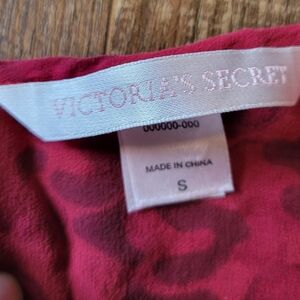 VICTORIA'S SECRET
000000-000
MADE IN CHINA
S